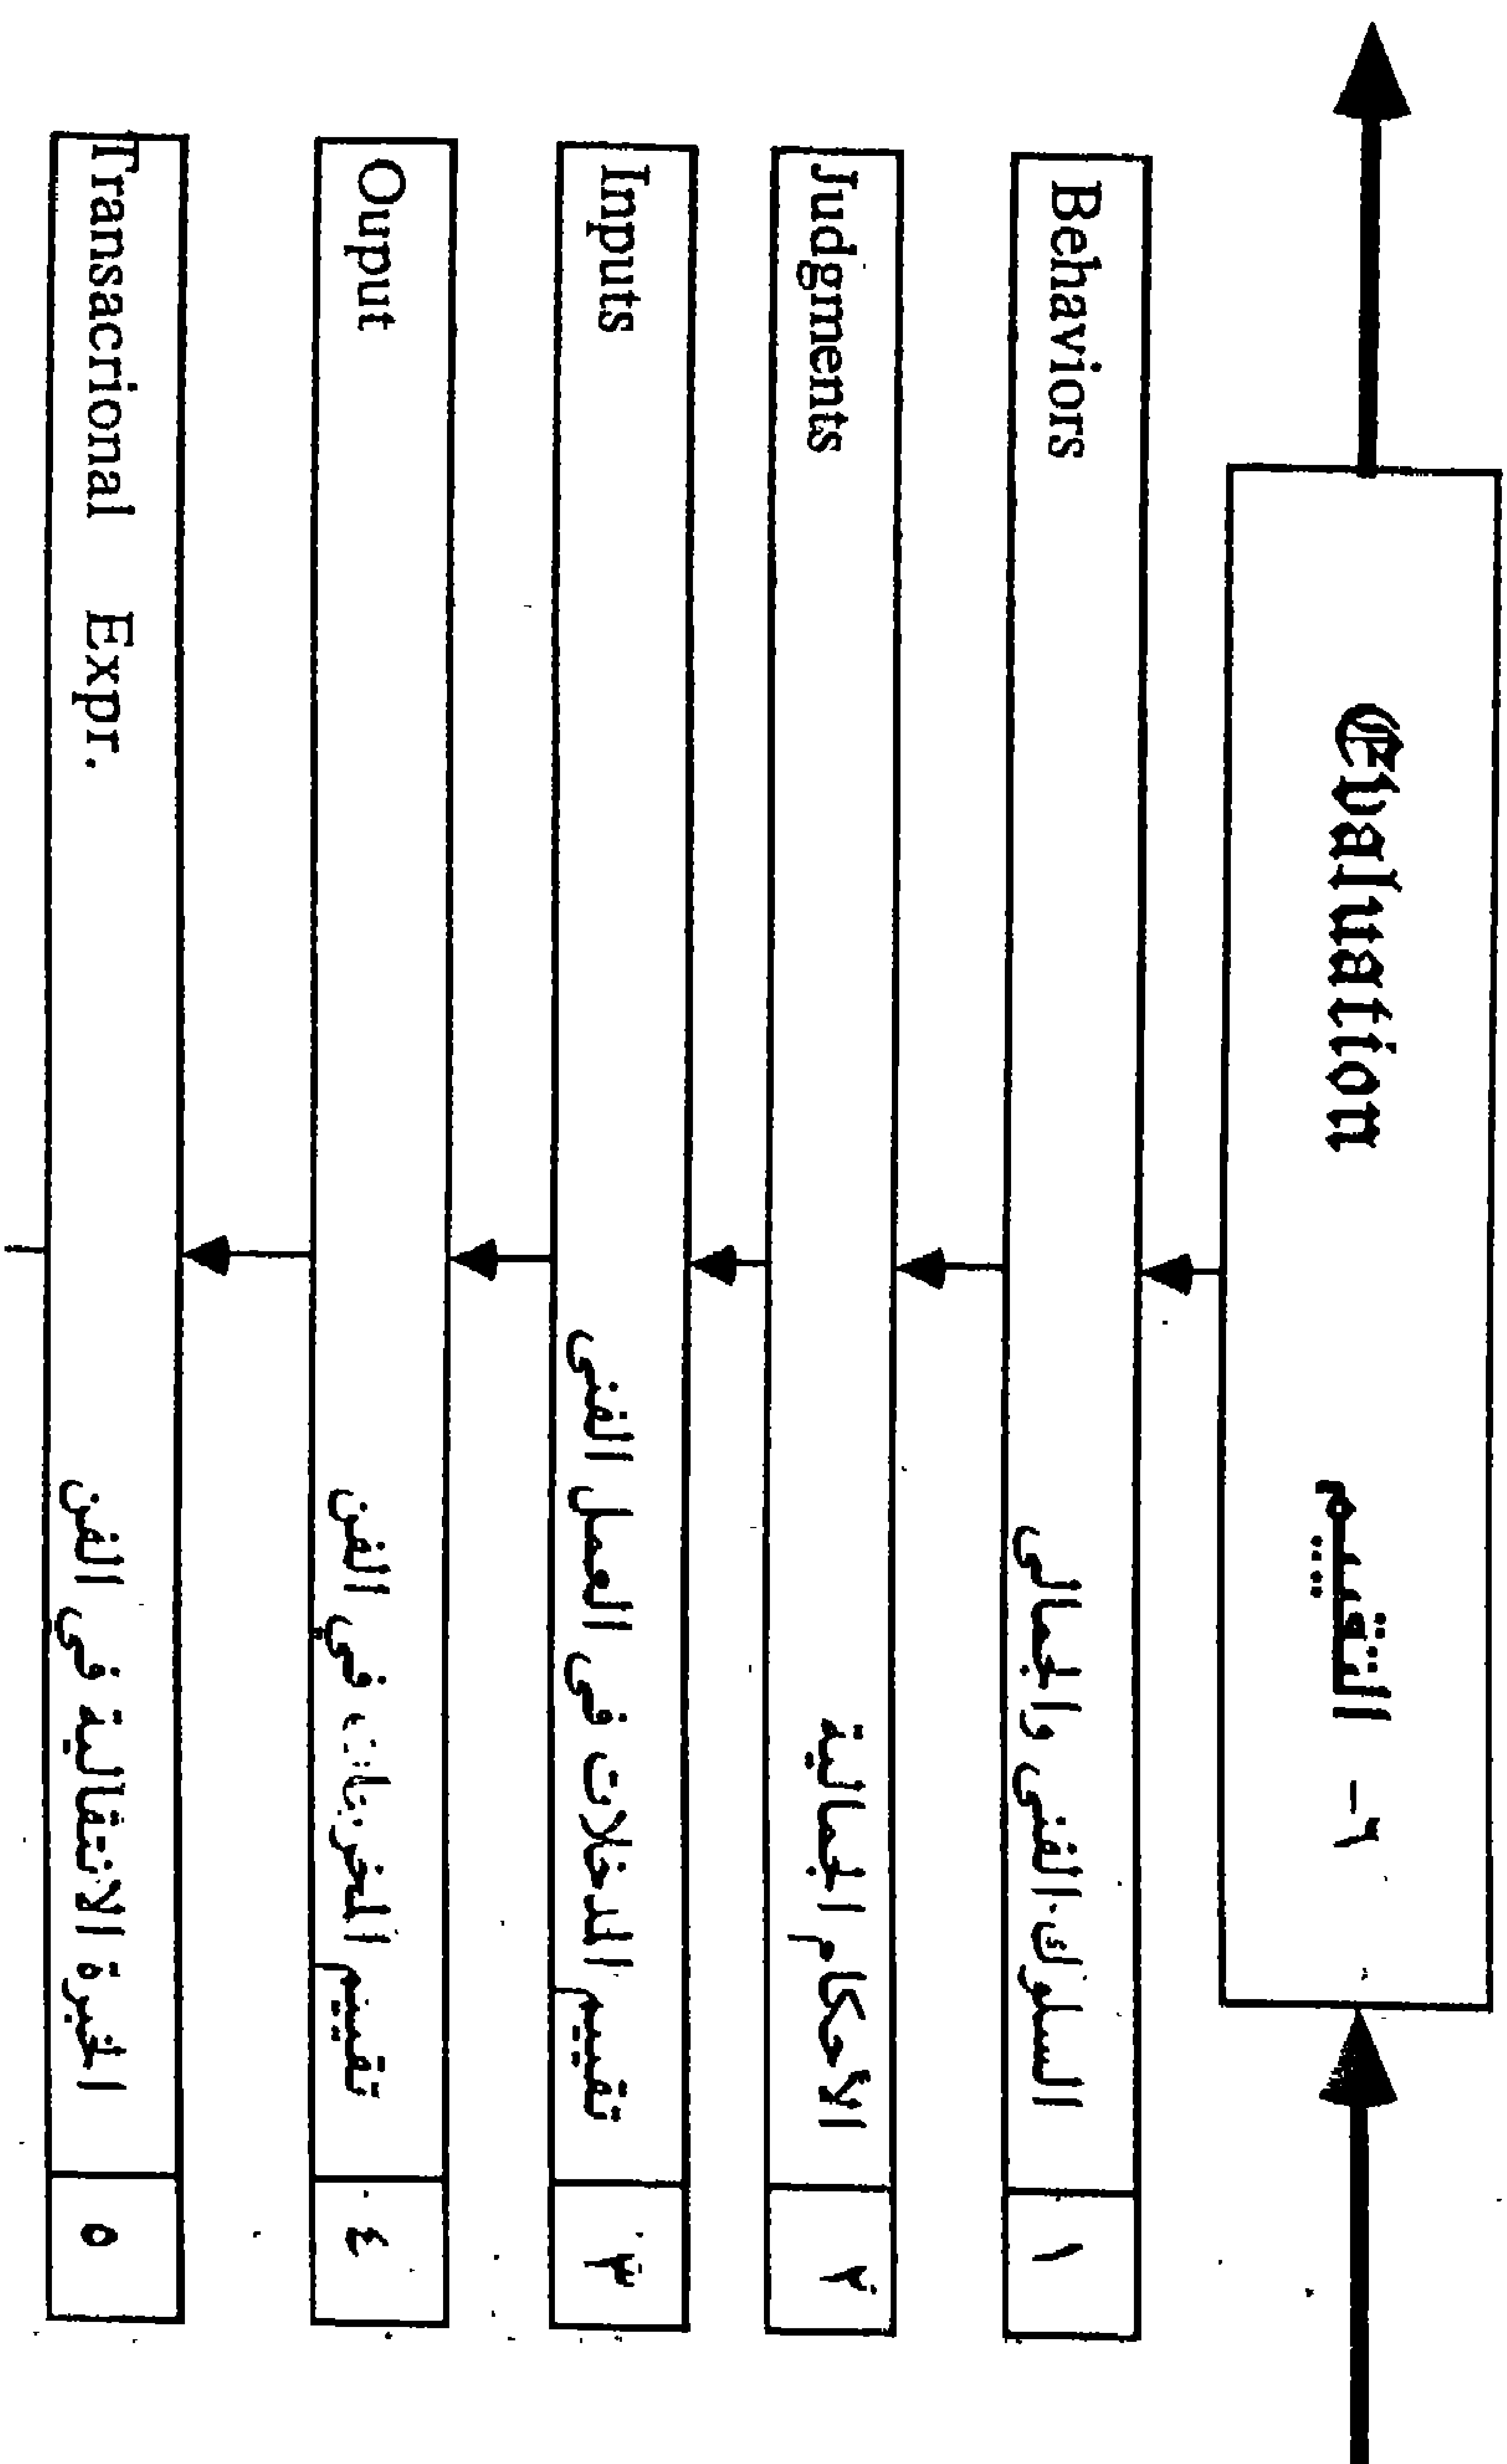 Evaluation ٦- التقييم
Behaviors السلوك الفنى والجمالى ١
Judgments الأحكام الجمالية ٢
Inputs تقييم المدخلات فى العمل الفنى ٣
Ouput تقييم المخرجات في الفن ٤
Transacrional Expr. الخبرة الانتقالية فى الفن ٥